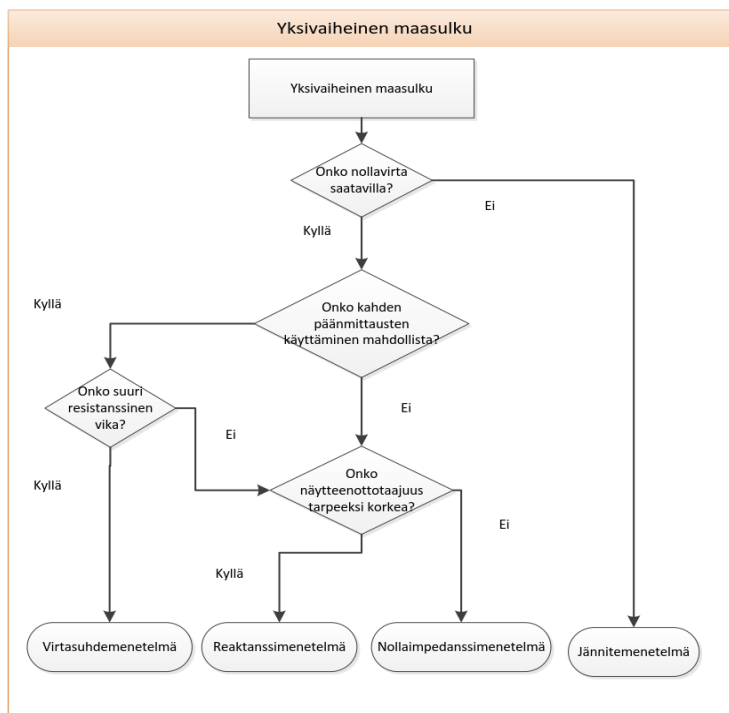 Yksivaiheinen maasulku
Yksivaiheinen maasulku
Onko nollavirta
saatavilla?
Ei
Kyllä
Kyllä
Onko kahden
päänmittausten
käyttäminen mahdollista?
Onko suuri
resistanssinen
vika?
Ei
Ei
Kyllä
Onko
näytteenottotaajuus
tarpeeksi korkea?
Ei
Kyllä
Virtasuhdemenetelmä
Reaktanssimenetelmä
Nollaimpedanssimenetelmä
Jännitemenetelmä